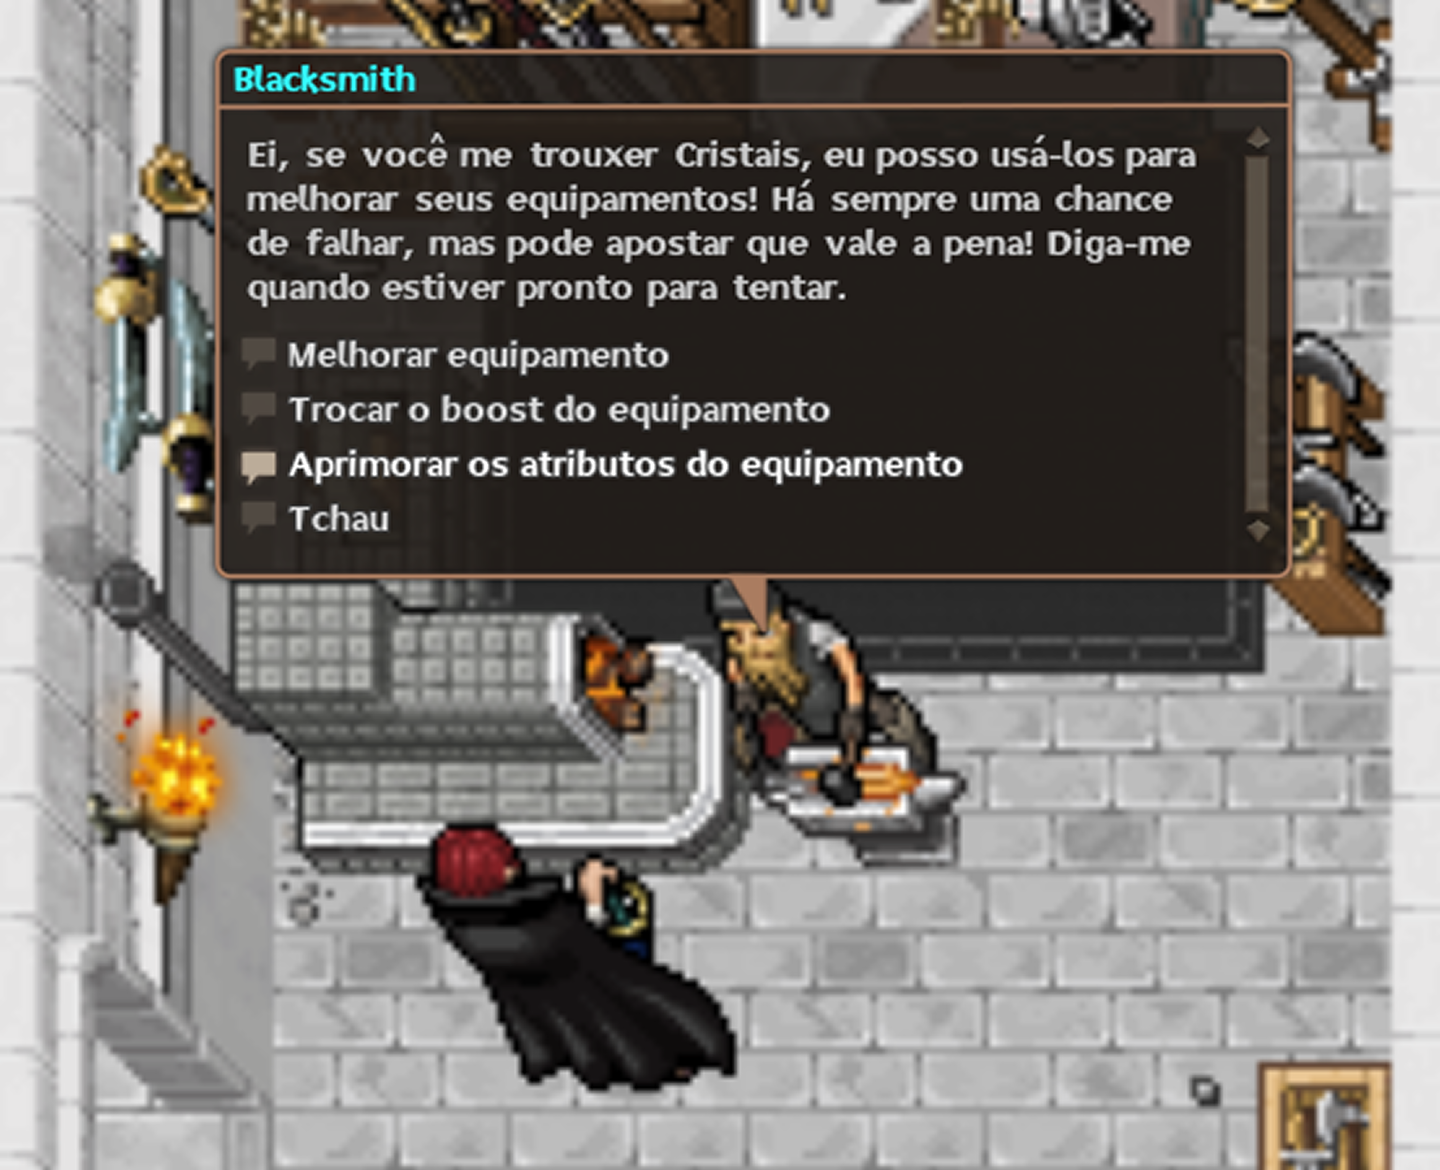 Blacksmith
Ei, se você me trouxer Cristais, eu posso usá-los para
melhorar seus equipamentos! Há sempre uma chance
de falhar, mas pode apostar que vale a pena! Diga-me
quando estiver pronto para tentar.
Melhorar equipamento
Trocar o boost do equipamento
Aprimorar os atributos do equipamento
Tchau